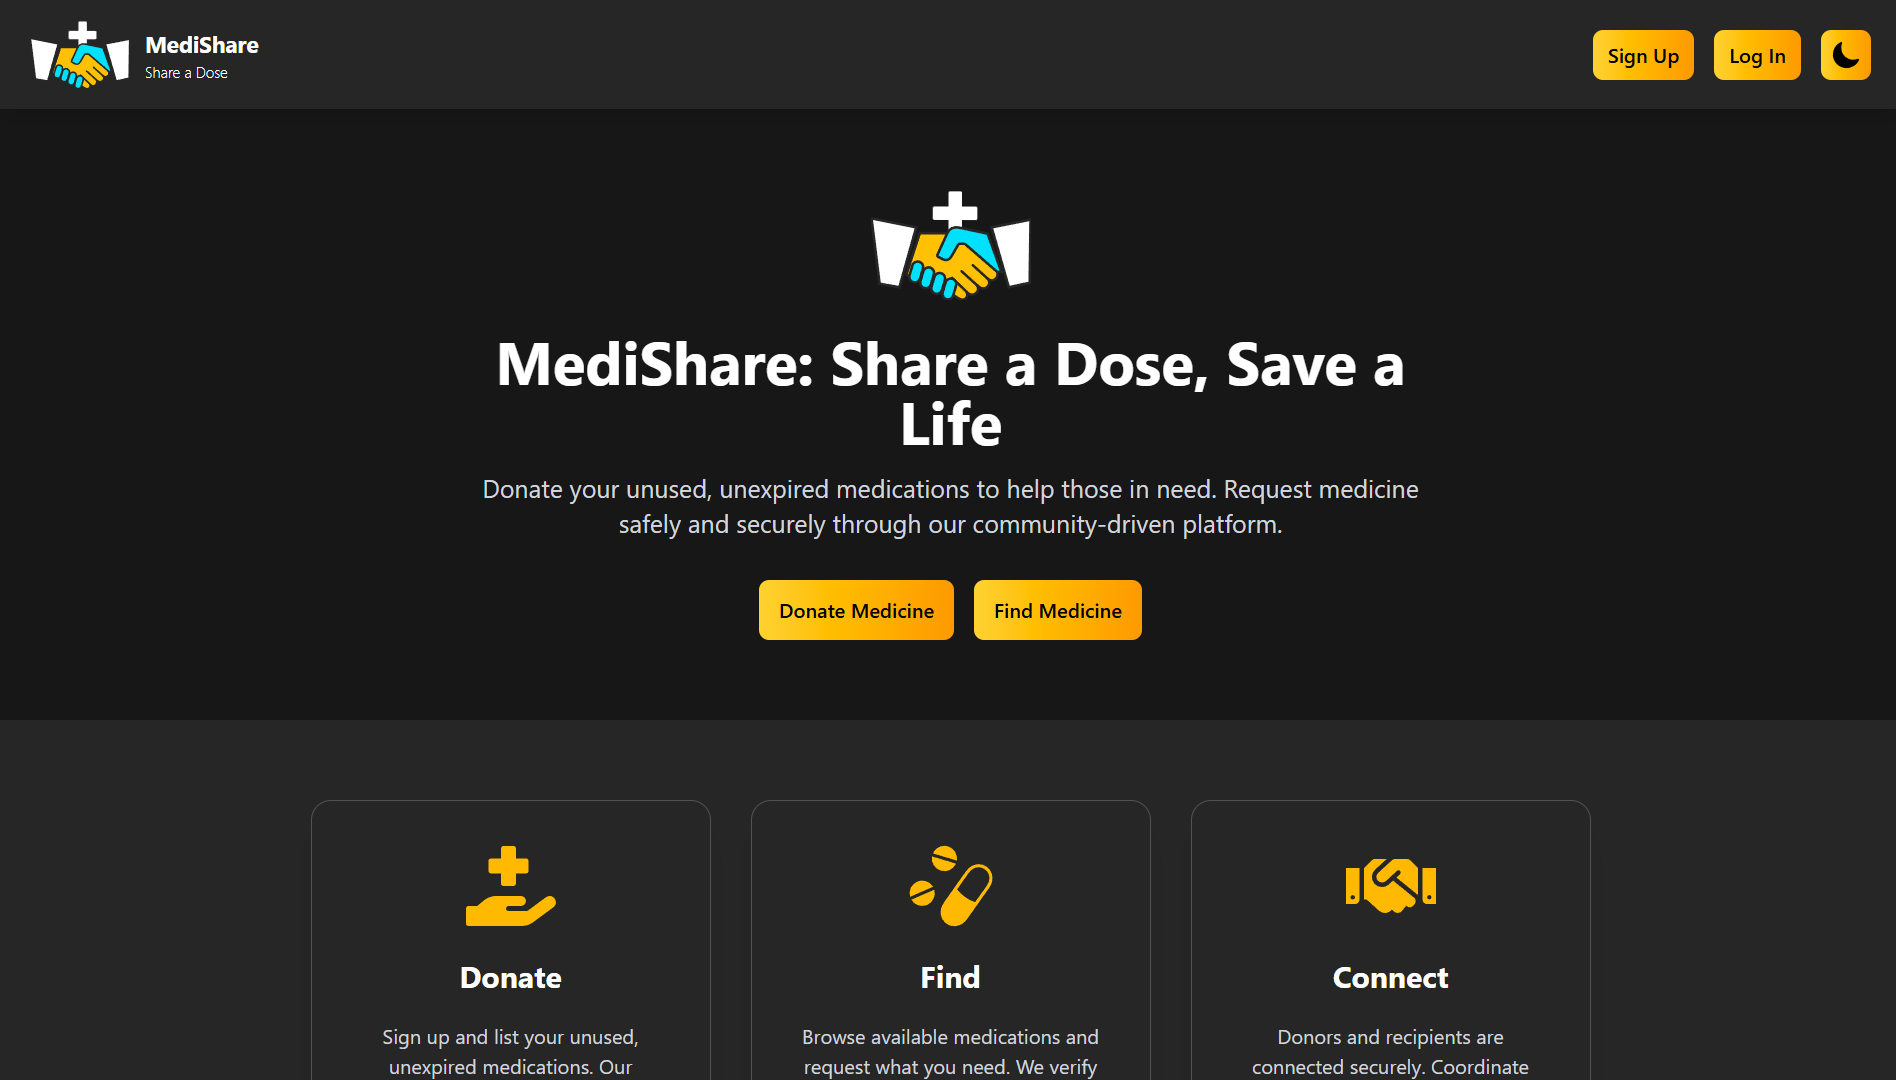 MediShare
Share a Dose
Sign Up
Log In
MediShare: Share a Dose, Save a
Life
Donate your unused, unexpired medications to help those in need. Request medicine
safely and securely through our community-driven platform.
Donate Medicine
Find Medicine
Donate
Sign up and list your unused,
unexpired medications. Our
Find
Browse available medications and
request what you need. We verify
Connect
Donors and recipients are
connected securely. Coordinate